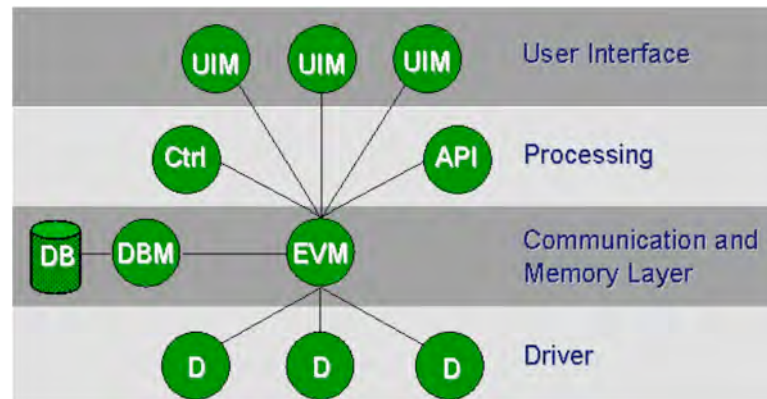 UIM UIM UIM User Interface
Ctrl API Processing
DB DBM EVM Communication and
Memory Layer
D D D Driver